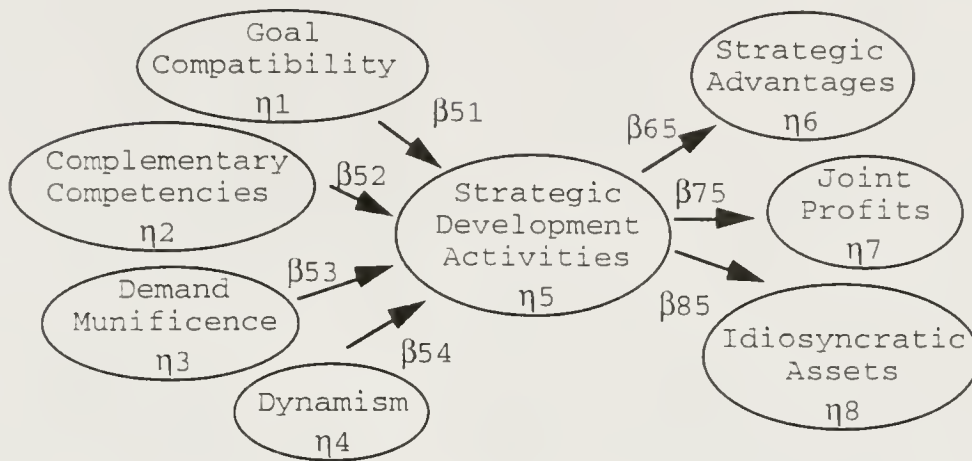 Goal
Compatibility
η1
β51
Complementary
Competencies
η2
β52
Demand
Munificence
η3
β53
Dynamism
η4
β54
Strategic
Development
Activities
η5
β65
Strategic
Advantages
η6
β75
Joint
Profits
η7
β85
Idiosyncratic
Assets
η8